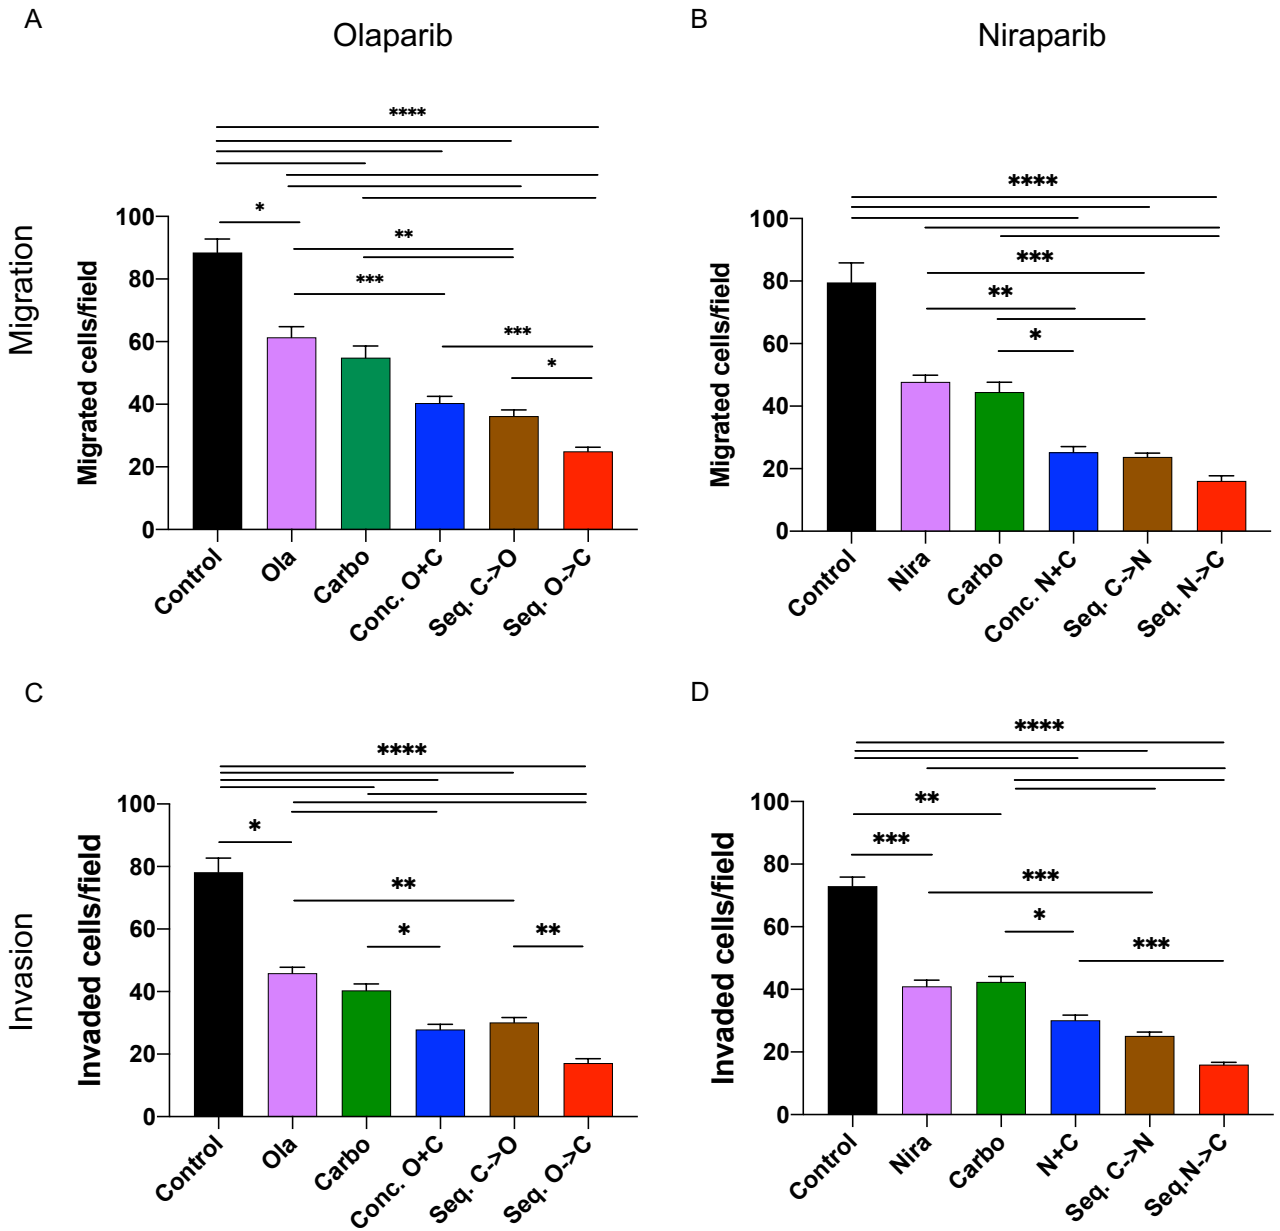 A
Olaparib
B
Niraparib
Migration
****
*
**
***
***
*
Migrated cells/field
100
80
60
40
20
0
Control
Ola
Carbo
Conc. O+C
Seq. C->O
Seq. O->C
****
***
**
*
Migrated cells/field
100
80
60
40
20
0
Control
Nira
Carbo
Conc. N+C
Seq. C->N
Seq. N->C
C
D
Invasion
****
*
**
*
**
Invaded cells/field
100
80
60
40
20
0
Control
Ola
Carbo
Conc. O+C
Seq. C->O
Seq. O->C
****
**
***
***
*
***
Invaded cells/field
100
80
60
40
20
0
Control
Nira
Carbo
N+C
Seq. C->N
Seq.N->C